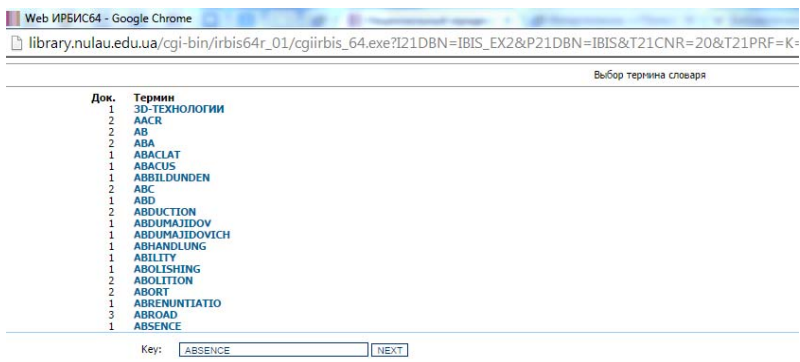 Web ИРБИС64 - Google Chrome
library.nulau.edu.ua/cgi-bin/irbis64r_01/cgiirbis_64.exe?I21DBN=IBIS_EX2&P21DBN=IBIS&T21CNR=20&T21PRF=K=
Выбор термина словаря
Док. Термин
1 3D-ТЕХНОЛОГИИ
2 AACR
2 AB
2 ABA
1 ABACLAT
1 ABACUS
1 ABBILDUNDEN
2 ABC
1 ABD
2 ABDUCTION
1 ABDUMAJIDOV
1 ABDUMAJIDOVICH
1 ABHANDLUNG
1 ABILITY
1 ABOLISHING
2 ABOLITION
2 ABORT
1 ABRENUNTIATIO
3 ABROAD
1 ABSENCE
Key: ABSENCE NEXT